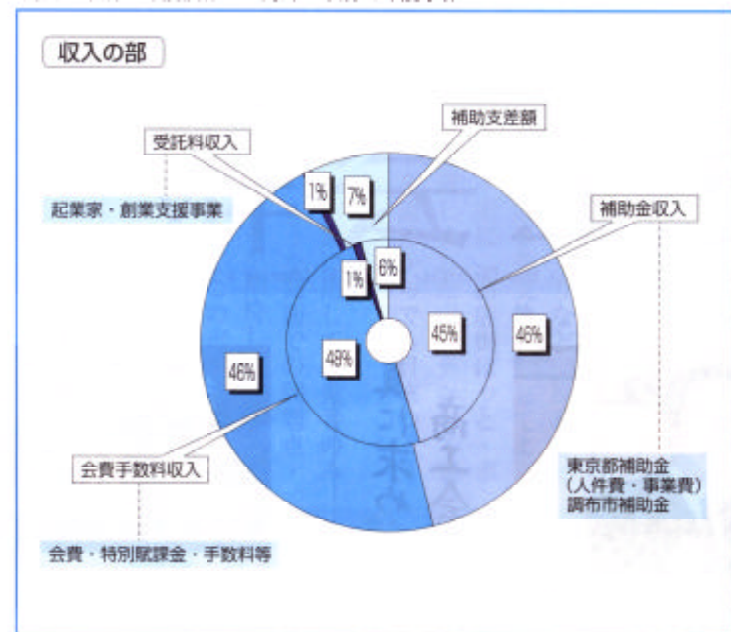 収入の部
補助支差額
受託料収入
1%
7%
起業家・創業支援事業
補助金収入
1%
6%
46%
48%
45%
46%
会費手数料収入
東京都補助金
(人件費・事業費)
調布市補助金
会費・特別賦課金・手数料等